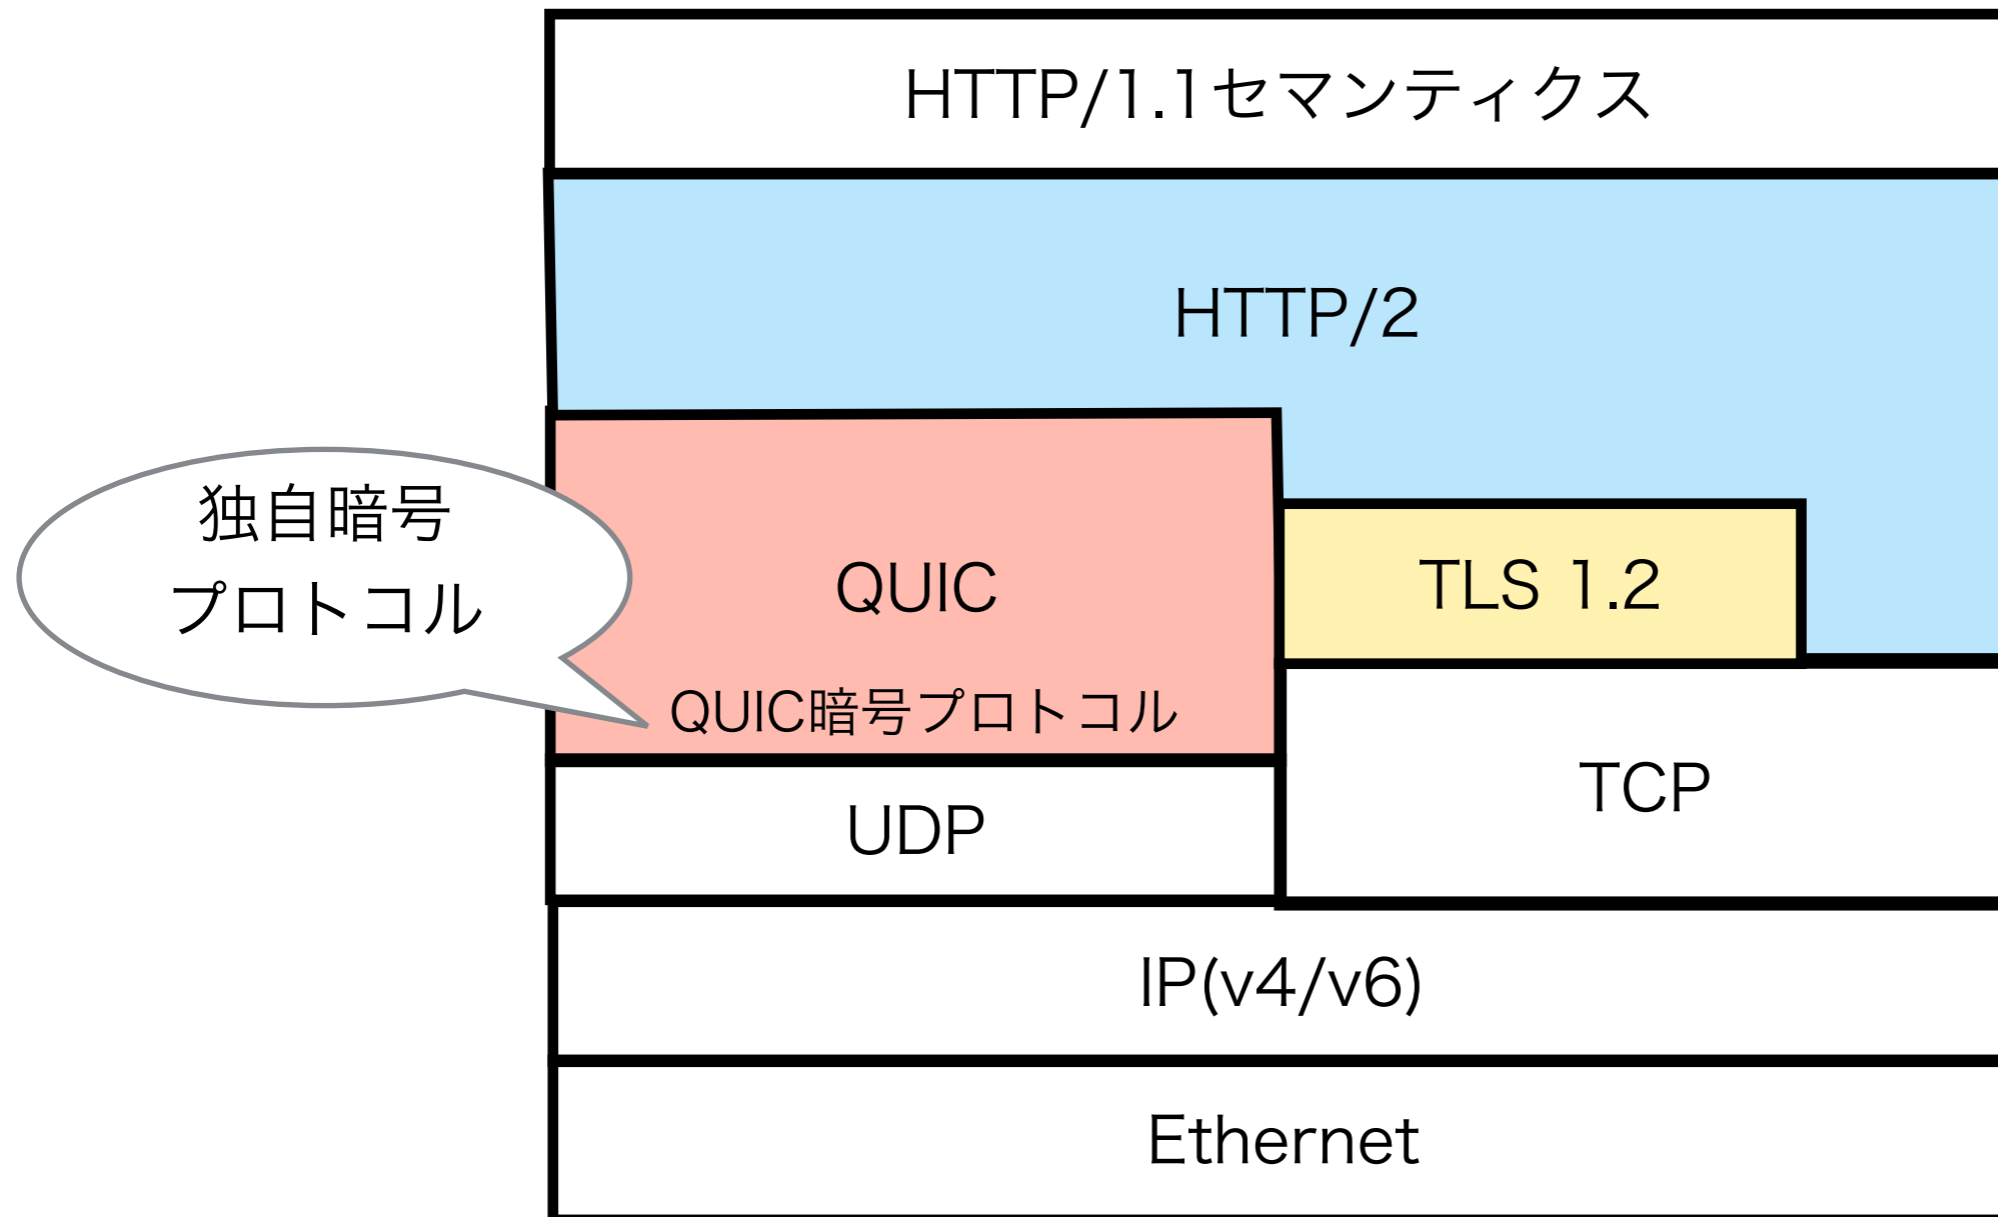 HTTP/1.1セマンティクス
HTTP/2
独自暗号
プロトコル
QUIC
TLS 1.2
QUIC暗号プロトコル
TCP
UDP
IP(v4/v6)
Ethernet